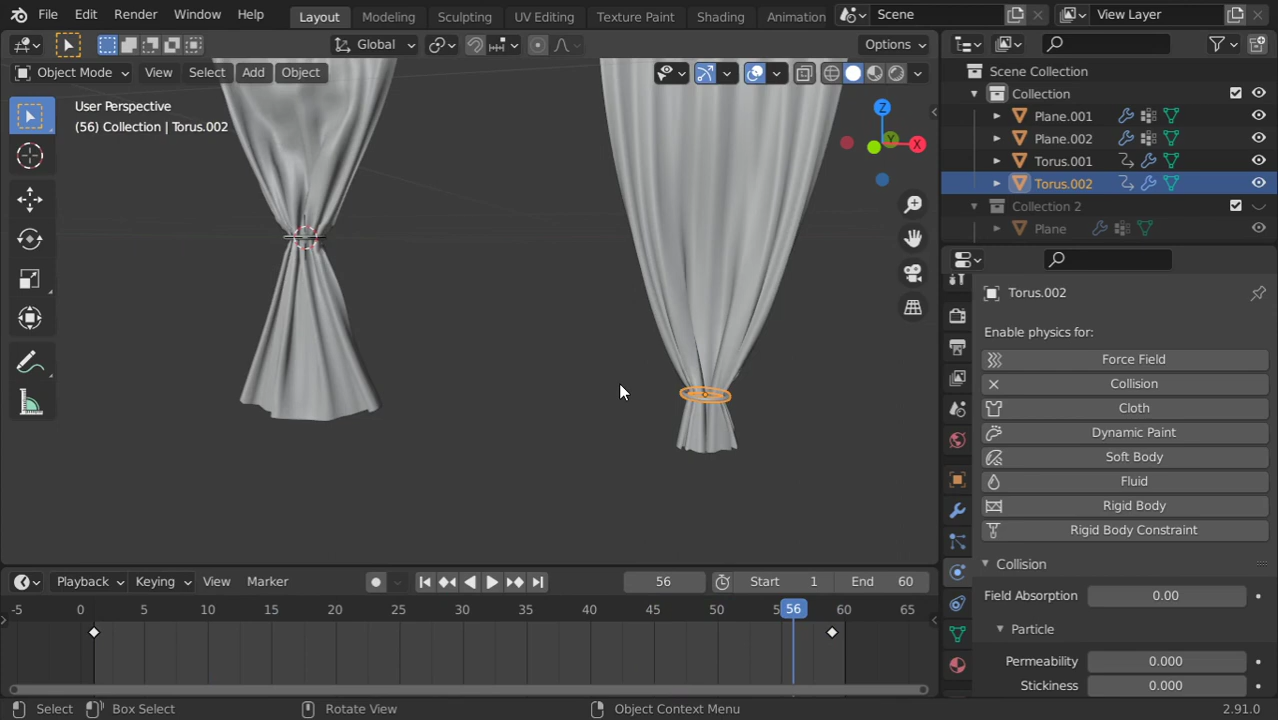 File Edit Render Window Help Layout Modeling Sculpting UV Editing Texture Paint Shading Animation Scene View Layer
Global Options
Object Mode View Select Add Object
User Perspective
(56) Collection | Torus.002
Z
Y
X
Scene Collection
Collection
Plane.001
Plane.002
Torus.001
Torus.002
Collection 2
Plane
Torus.002
Enable physics for:
Force Field
Collision
Cloth
Dynamic Paint
Soft Body
Fluid
Rigid Body
Rigid Body Constraint
Collision
Field Absorption 0.00
Particle
Permeability 0.000
Stickiness 0.000
Playback Keying View Marker 56 Start 1 End 60
-5 0 5 10 15 20 25 30 35 40 45 50 5 56 60 65
Select Box Select Rotate View Object Context Menu 2.91.0